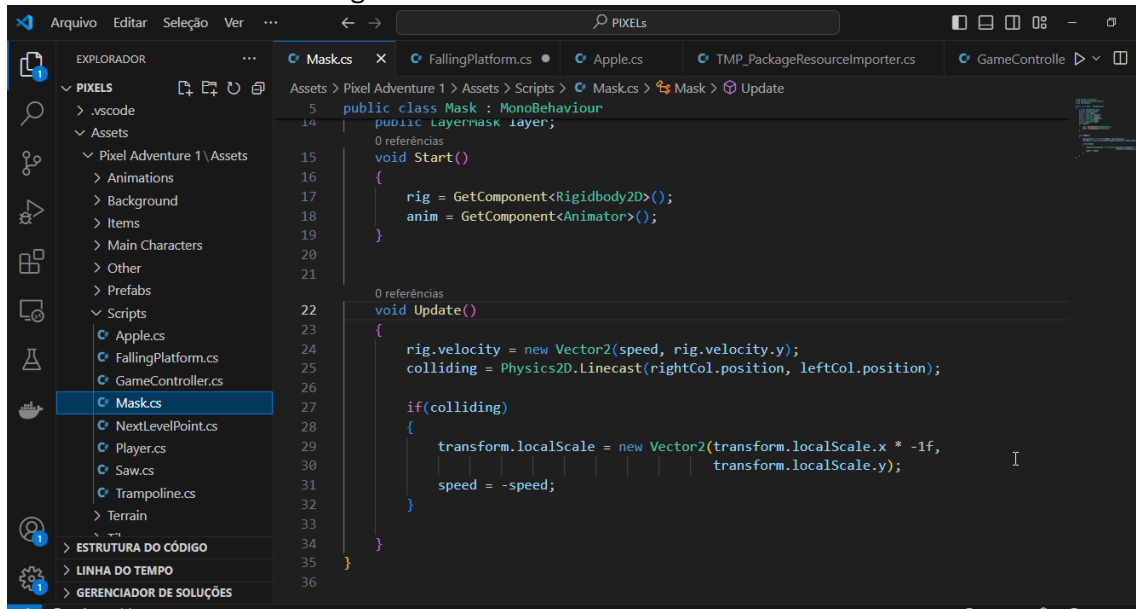 Arquivo Editar Seleção Ver ··· PIXELs
EXPLORADOR ···
PIXELS
.vscode
Assets
Pixel Adventure 1\Assets
Animations
Background
Items
Main Characters
Other
Prefabs
Scripts
Apple.cs
FallingPlatform.cs
GameController.cs
Mask.cs
NextLevelPoint.cs
Player.cs
Saw.cs
Trampoline.cs
Terrain
ESTRUTURA DO CÓDIGO
LINHA DO TEMPO
GERENCIADOR DE SOLUÇÕES
1
1
1
Mask.cs FallingPlatform.cs Apple.cs TMP_PackageResourceImporter.cs GameControlle
Assets > Pixel Adventure 1 > Assets > Scripts > Mask.cs > Mask > Update
5 public class Mask : MonoBehaviour
14 public LayerMask layer;
0 referências
15 void Start()
16 {
17 rig = GetComponent<Rigidbody2D>();
18 anim = GetComponent<Animator>();
19 }
20
21
0 referências
22 void Update()
23 {
24 rig.velocity = new Vector2(speed, rig.velocity.y);
25 colliding = Physics2D.Linecast(rightCol.position, leftCol.position);
26
27 if(colliding)
28 {
29 transform.localScale = new Vector2(transform.localScale.x * -1f,
30 transform.localScale.y);
31 speed = -speed;
32 }
33
34 }
35 }
36